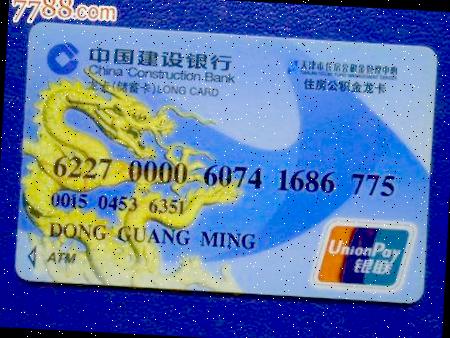 7788.com
中国建设银行
China Construction Bank
龙卡(储蓄卡)LONG CARD
天津市住房公积金管理中心
住房公积金龙卡
6227 0000 6074 1686 775
0015 0453 6351
DONG GUANG MING
ATM
UnionPay
银联